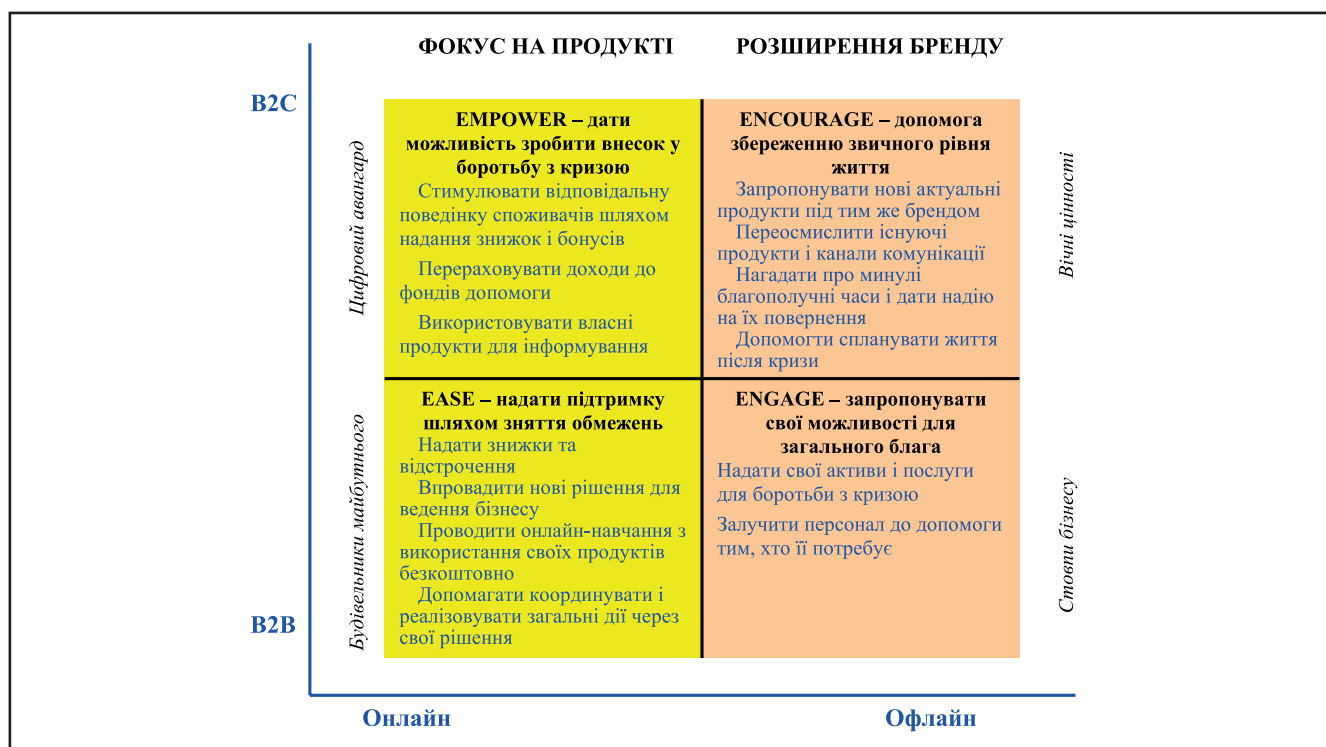 ФОКУС НА ПРОДУКТІ
РОЗШИРЕННЯ БРЕНДУ
B2C
Цифровий авангард
EMPOWER – дати
можливість зробити внесок у
боротьбу з кризою
Стимулювати відповідальну
поведінку споживачів шляхом
надання знижок і бонусів
Перераховувати доходи до
фондів допомоги
Використовувати власні
продукти для інформування
ENCOURAGE – допомога
збереженню звичного рівня
життя
Запропонувати нові актуальні
продукти під тим же брендом
Переосмислити існуючі
продукти і канали комунікації
Нагадати про минулі
благополучні часи і дати надію
на їх повернення
Допомогти спланувати життя
після кризи
Вічні цінності
B2B
Будівельники майбутнього
EASE – надати підтримку
шляхом зняття обмежень
Надати знижки та
відстрочення
Впровадити нові рішення для
ведення бізнесу
Проводити онлайн-навчання з
використання своїх продуктів
безкоштовно
Допомагати координувати і
реалізовувати загальні дії через
свої рішення
ENGAGE – запропонувати
свої можливості для
загального блага
Надати свої активи і послуги
для боротьби з кризою
Залучити персонал до допомоги
тим, хто її потребує
Стовпи бізнесу
Онлайн
Офлайн